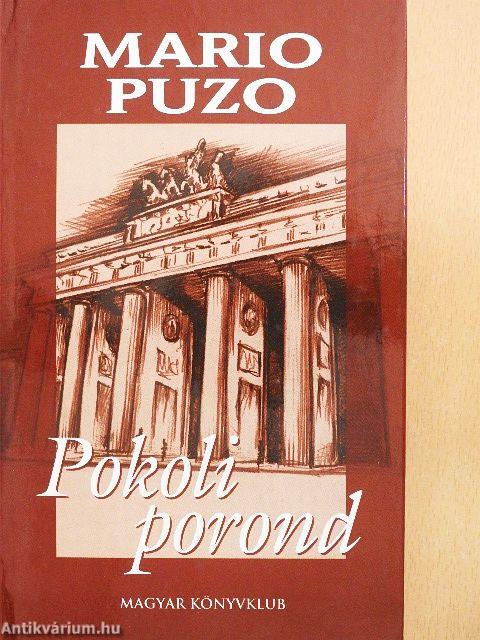 MARIO
PUZO
Pokoli
porond
MAGYAR KÖNYVKLUB
Antikvárium.hu